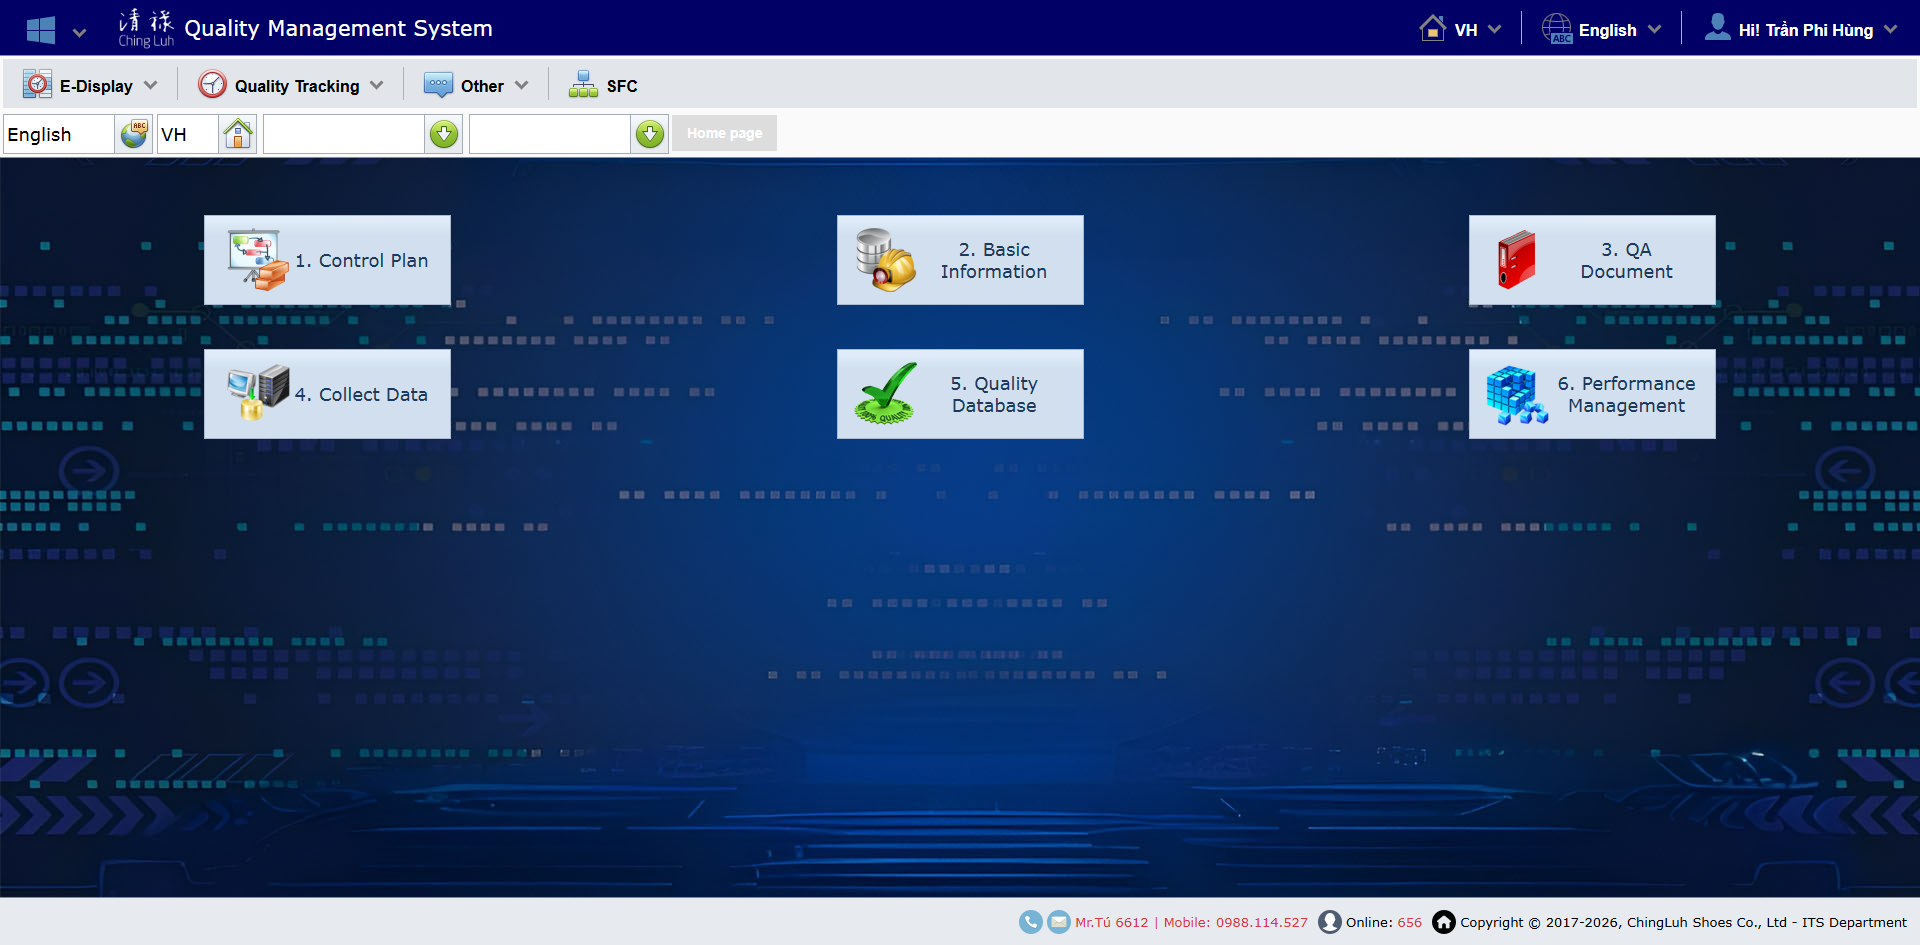 清祿
Ching Luh
Quality Management System
VH
ABC
English
Hi! Trần Phi Hùng
E-Display
Quality Tracking
Other
SFC
English
ABC
VH
Home page
1. Control Plan
2. Basic
Information
3. QA
Document
4. Collect Data
5. Quality
Database
6. Performance
Management
Mr.Tú 6612 | Mobile: 0988.114.527
Online: 656
Copyright © 2017-2026, ChingLuh Shoes Co., Ltd - ITS Department